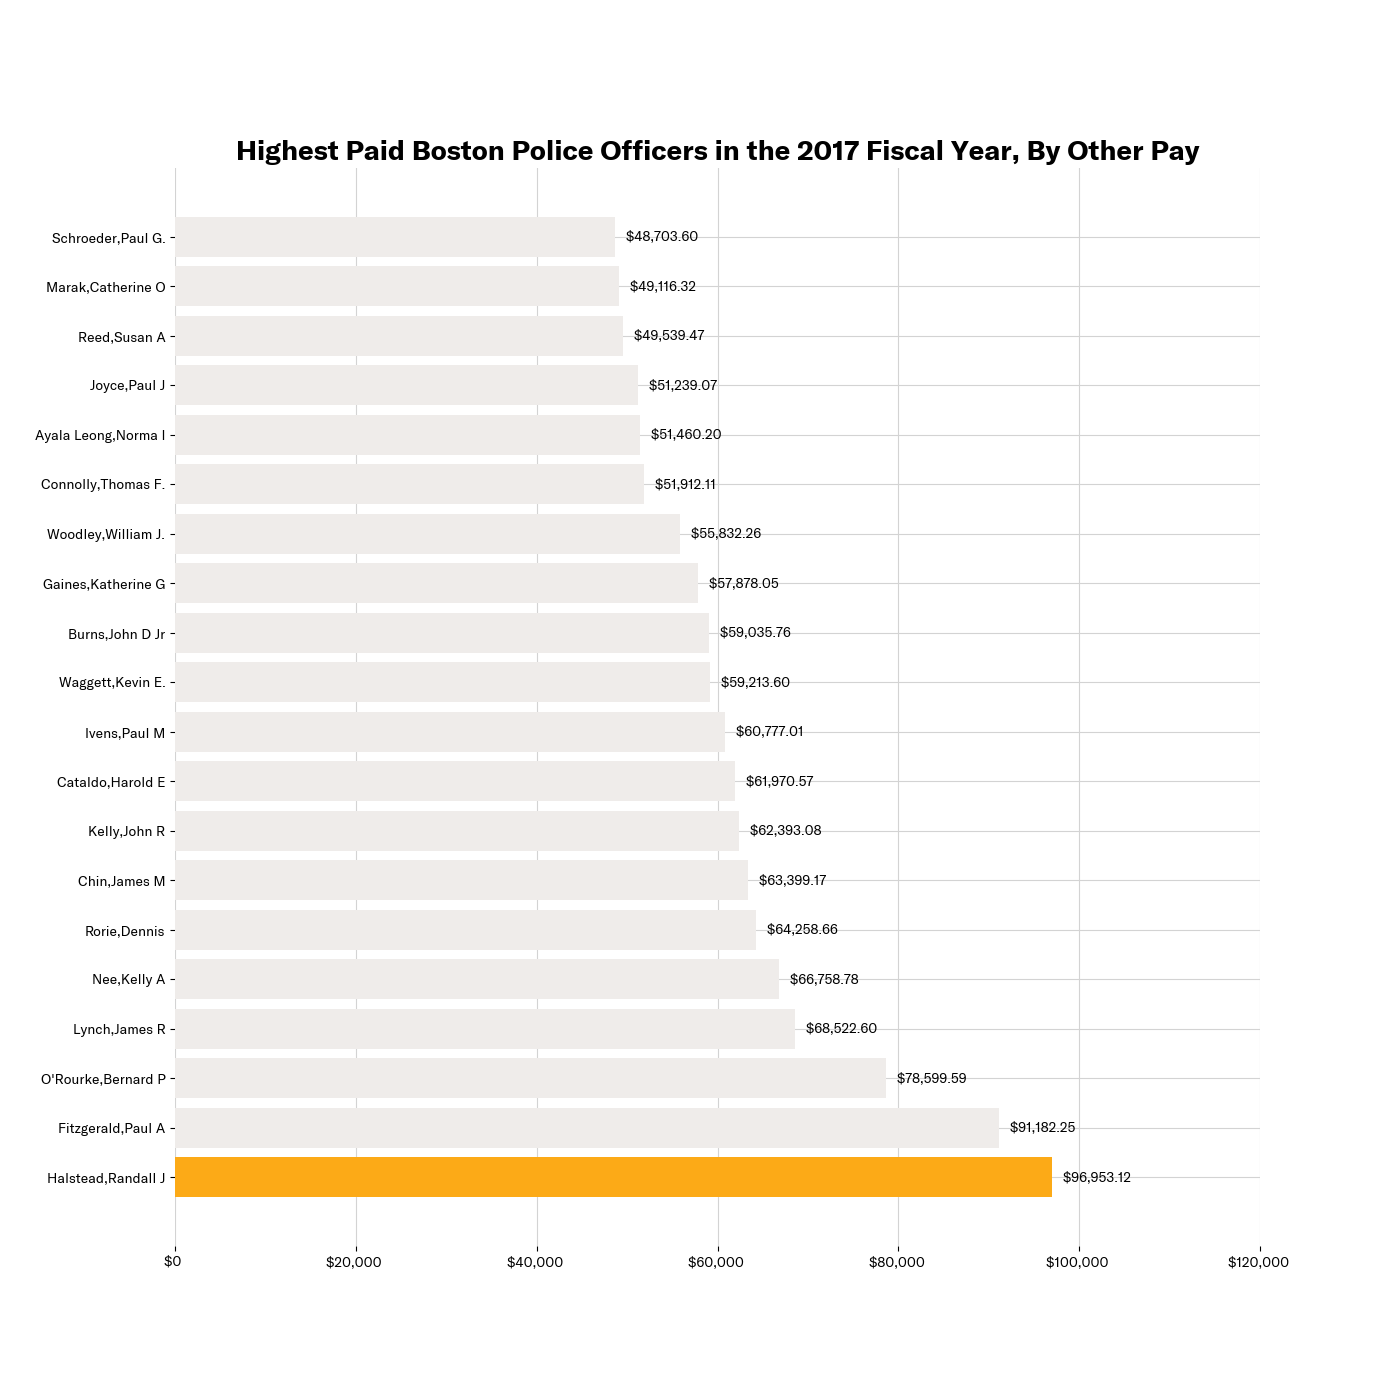 Highest Paid Boston Police Officers in the 2017 Fiscal Year, By Other Pay
Schroeder,Paul G. $48,703.60
Marak,Catherine O $49,116.32
Reed,Susan A $49,539.47
Joyce,Paul J $51,239.07
Ayala Leong,Norma I $51,460.20
Connolly,Thomas F. $51,912.11
Woodley,William J. $55,832.26
Gaines,Katherine G $57,878.05
Burns,John D Jr $59,035.76
Waggett,Kevin E. $59,213.60
Ivens,Paul M $60,777.01
Cataldo,Harold E $61,970.57
Kelly,John R $62,393.08
Chin,James M $63,399.17
Rorie,Dennis $64,258.66
Nee,Kelly A $66,758.78
Lynch,James R $68,522.60
O'Rourke,Bernard P $78,599.59
Fitzgerald,Paul A $91,182.25
Halstead,Randall J $96,953.12
$0 $20,000 $40,000 $60,000 $80,000 $100,000 $120,000